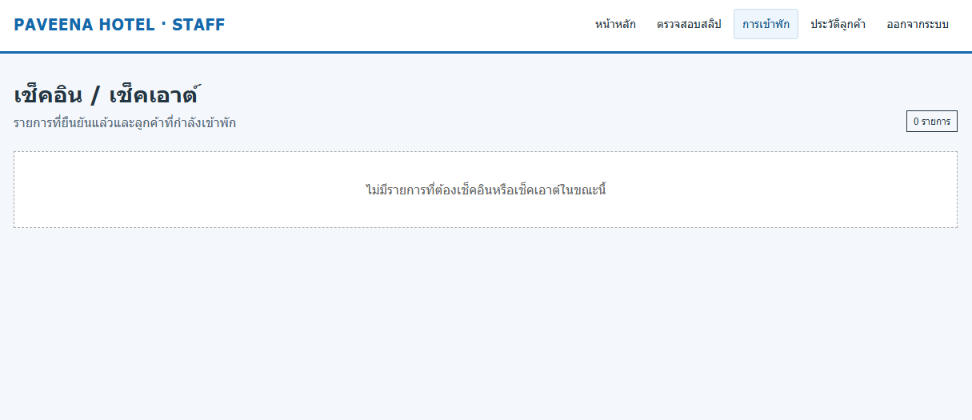 PAVEENA HOTEL · STAFF
หน้าหลัก ตรวจสอบสลิป การเข้าพัก ประวัติลูกค้า ออกจากระบบ
เช็คอิน / เช็คเอาต์
รายการที่ยืนยันแล้วและลูกค้าที่กำลังเข้าพัก
0 รายการ
ไม่มีรายการที่ต้องเช็คอินหรือเช็คเอาต์ในขณะนี้